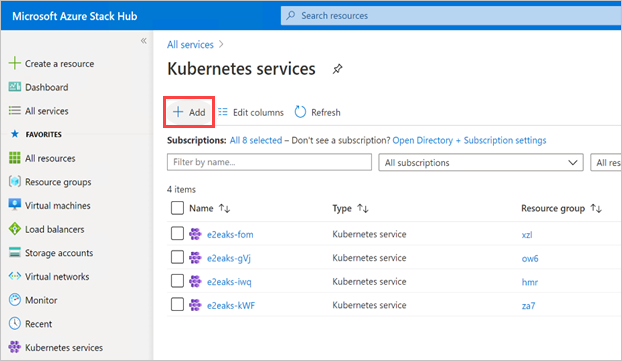 Microsoft Azure Stack Hub
Search resources
«
Create a resource
Dashboard
All services
FAVORITES
All resources
Resource groups
Virtual machines
Load balancers
Storage accounts
Virtual networks
Monitor
Recent
Kubernetes services
All services >
Kubernetes services
+ Add Edit columns Refresh
Subscriptions: All 8 selected – Don't see a subscription? Open Directory + Subscription settings
Filter by name... All subscriptions All res
4 items
Name ↑↓ Type ↑↓ Resource group ↑↓
e2eaks-fom Kubernetes service xzl
e2eaks-gVj Kubernetes service ow6
e2eaks-iwq Kubernetes service hmr
e2eaks-kWF Kubernetes service za7